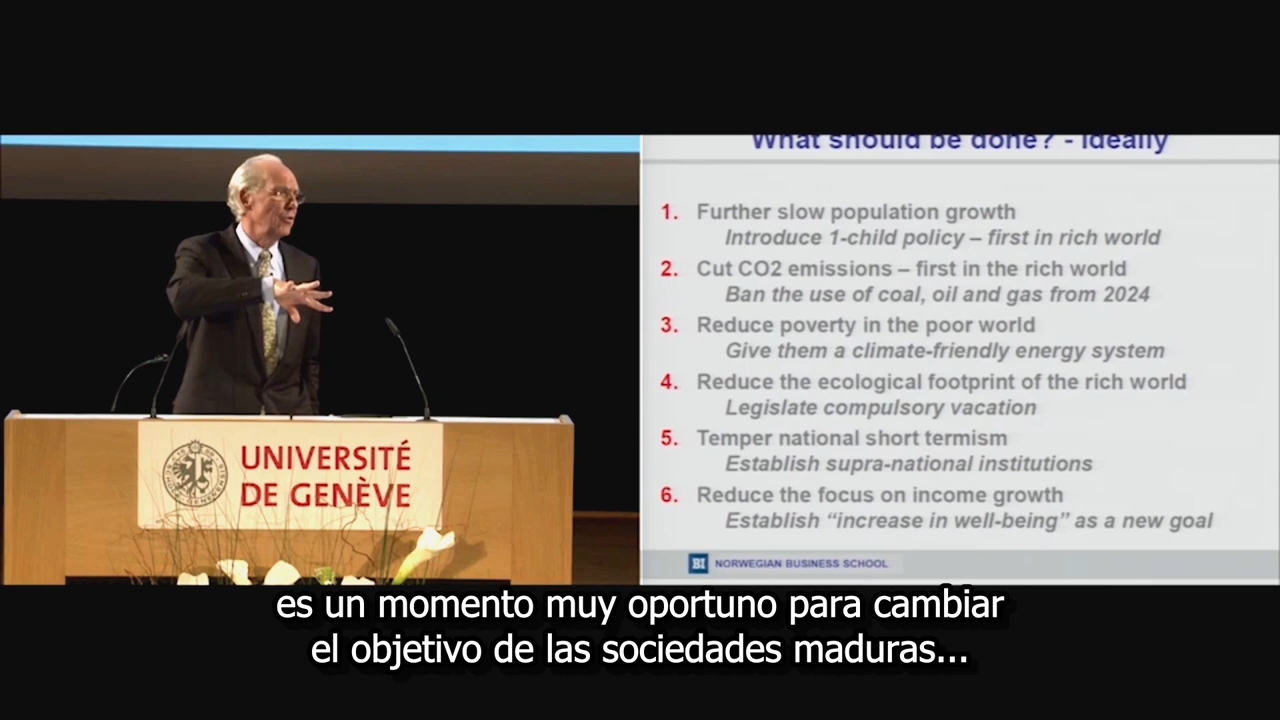 What should be done? - Ideally
1. Further slow population growth
Introduce 1-child policy – first in rich world
2. Cut CO2 emissions – first in the rich world
Ban the use of coal, oil and gas from 2024
3. Reduce poverty in the poor world
Give them a climate-friendly energy system
4. Reduce the ecological footprint of the rich world
Legislate compulsory vacation
5. Temper national short termism
Establish supra-national institutions
6. Reduce the focus on income growth
Establish “increase in well-being” as a new goal
BI NORWEGIAN BUSINESS SCHOOL
UNIVERSITÉ
DE GENÈVE
es un momento muy oportuno para cambiar
el objetivo de las sociedades maduras...